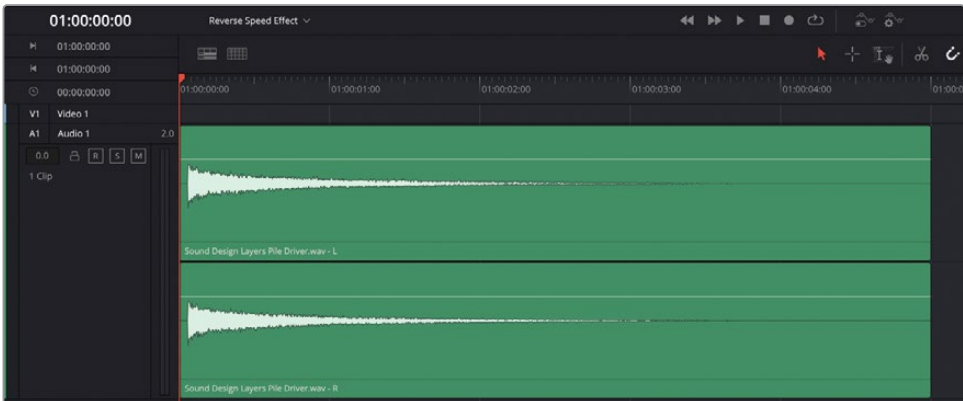 01:00:00:00 Reverse Speed Effect
01:00:00:00
01:00:00:00
00:00:00:00
01:00:00:00 01:00:01:00 01:00:02:00 01:00:03:00 01:00:04:00 01:00:0
V1 Video 1
A1 Audio 1 2.0
0.0 R S M
1 Clip
Sound Design Layers Pile Driver.wav - L
Sound Design Layers Pile Driver.wav - R